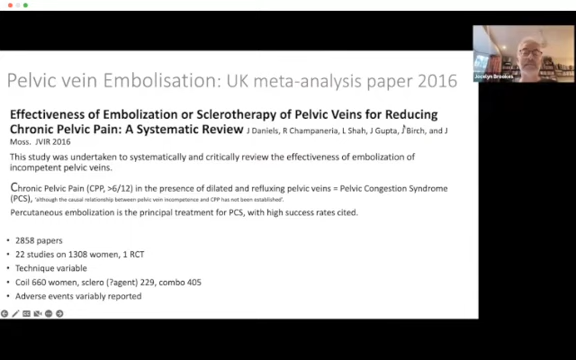 Pelvic vein Embolisation: UK meta-analysis paper 2016
Effectiveness of Embolization or Sclerotherapy of Pelvic Veins for Reducing
Chronic Pelvic Pain: A Systematic Review J Daniels, R Champaneria, L Shah, J Gupta, J Birch, and J
Moss. JVIR 2016
This study was undertaken to systematically and critically review the effectiveness of embolization of
incompetent pelvic veins.
Chronic Pelvic Pain (CPP, >6/12) in the presence of dilated and refluxing pelvic veins = Pelvic Congestion Syndrome
(PCS), 'although the causal relationship between pelvic vein incompetence and CPP has not been established'.
Percutaneous embolization is the principal treatment for PCS, with high success rates cited.
• 2858 papers
• 22 studies on 1308 women, 1 RCT
• Technique variable
• Coil 660 women, sclero (?agent) 229, combo 405
• Adverse events variably reported
Jocelyn Brookes